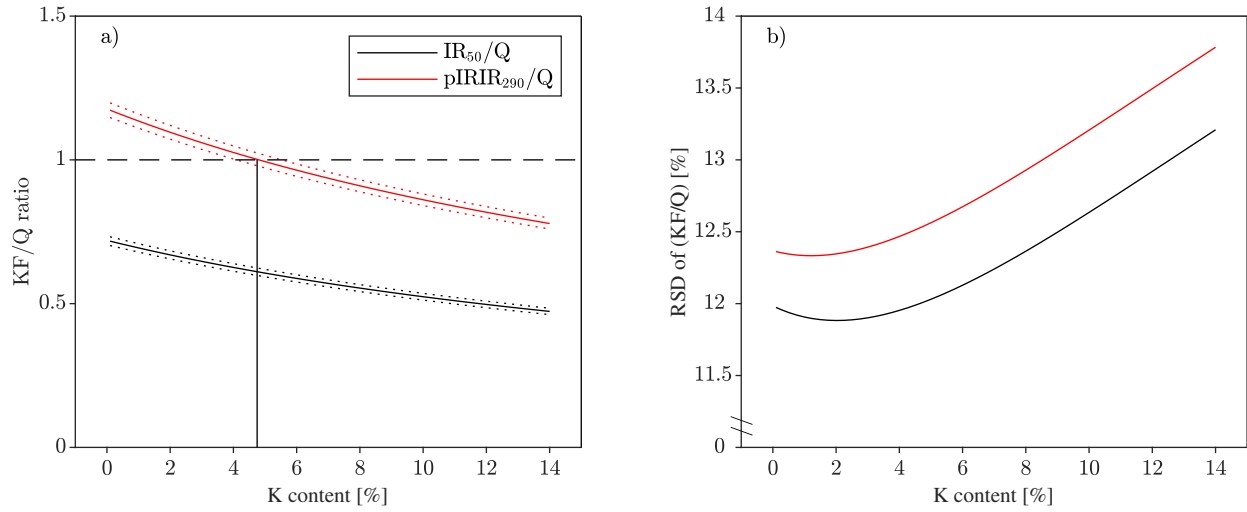 a)
IR₅₀/Q
pIRIR₂₉₀/Q
1.5
1
0.5
0
KF/Q ratio
0 2 4 6 8 10 12 14
K content [%]
b)
14
13.5
13
12.5
12
11.5
0
RSD of (KF/Q) [%]
0 2 4 6 8 10 12 14
K content [%]